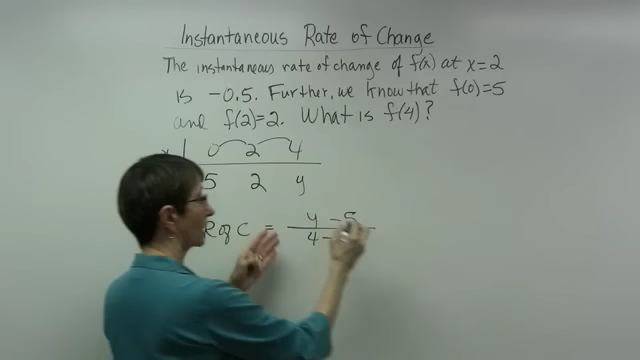 Instantaneous Rate of Change
The instantaneous rate of change of f(x) at x=2
is -0.5. Further, we know that f(0)=5
and f(2)=2. What is f(4)?
x | 0 2 4
5 2 y
R of C = y - 5
4 -